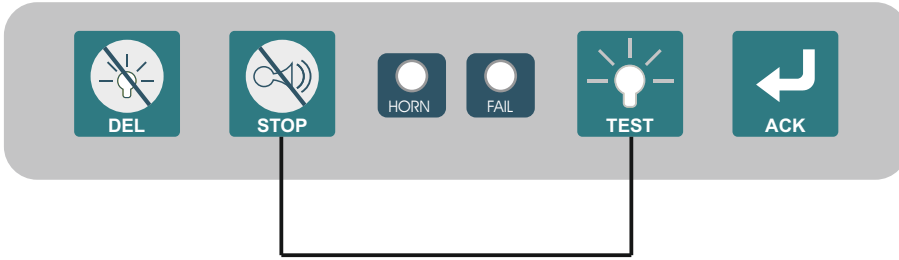 DEL
STOP
HORN
FAIL
TEST
ACK